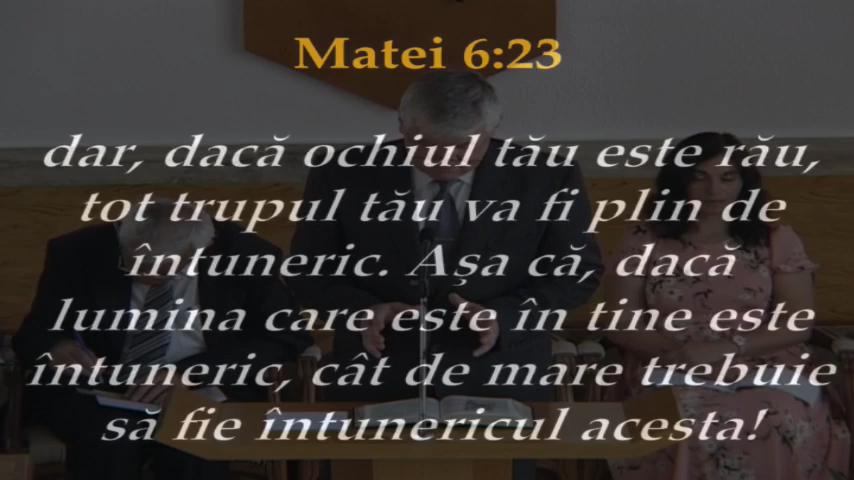 Matei 6:23
dar, dacă ochiul tău este rău,
tot trupul tău va fi plin de
întuneric. Aşa că, dacă
lumina care este în tine este
întuneric, cât de mare trebuie
să fie întunericul acesta!